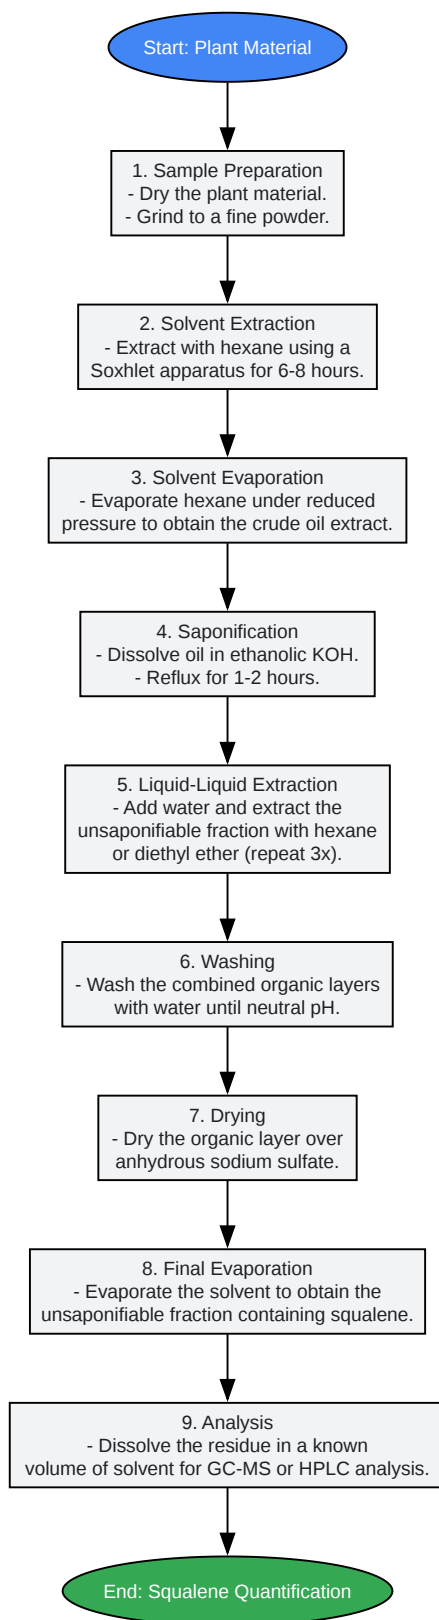 Start: Plant Material
1. Sample Preparation
- Dry the plant material.
- Grind to a fine powder.
2. Solvent Extraction
- Extract with hexane using a
Soxhlet apparatus for 6-8 hours.
3. Solvent Evaporation
- Evaporate hexane under reduced
pressure to obtain the crude oil extract.
4. Saponification
- Dissolve oil in ethanolic KOH.
- Reflux for 1-2 hours.
5. Liquid-Liquid Extraction
- Add water and extract the
unsaponifiable fraction with hexane
or diethyl ether (repeat 3x).
6. Washing
- Wash the combined organic layers
with water until neutral pH.
7. Drying
- Dry the organic layer over
anhydrous sodium sulfate.
8. Final Evaporation
- Evaporate the solvent to obtain the
unsaponifiable fraction containing squalene.
9. Analysis
- Dissolve the residue in a known
volume of solvent for GC-MS or HPLC analysis.
End: Squalene Quantification